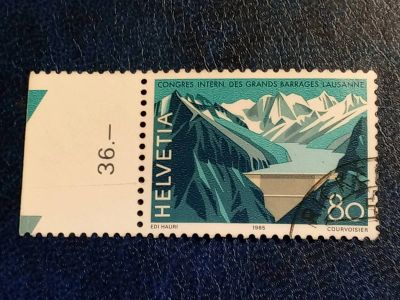 CONGRES INTERN. DES GRANDS BARRAGES LAUSANNE
36.—
HELVETIA
80
EDI HAURI 1985 COURVOISIER